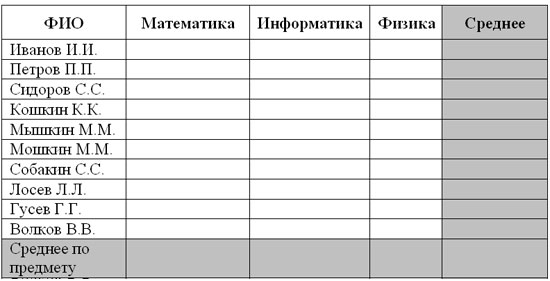 ФИО Математика Информатика Физика Среднее
Иванов И.И.
Петров П.П.
Сидоров С.С.
Кошкин К.К.
Мышкин М.М.
Мошкин М.М.
Собакин С.С.
Лосев Л.Л.
Гусев Г.Г.
Волков В.В.
Среднее по
предмету